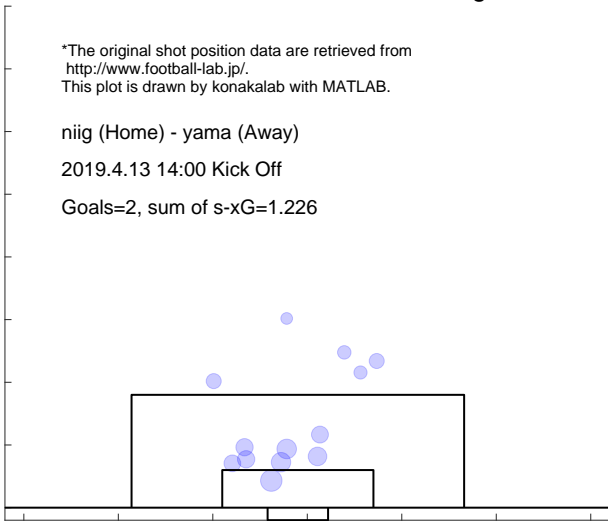 *The original shot position data are retrieved from
http://www.football-lab.jp/.
This plot is drawn by konakalab with MATLAB.
niig (Home) - yama (Away)
2019.4.13 14:00 Kick Off
Goals=2, sum of s-xG=1.226